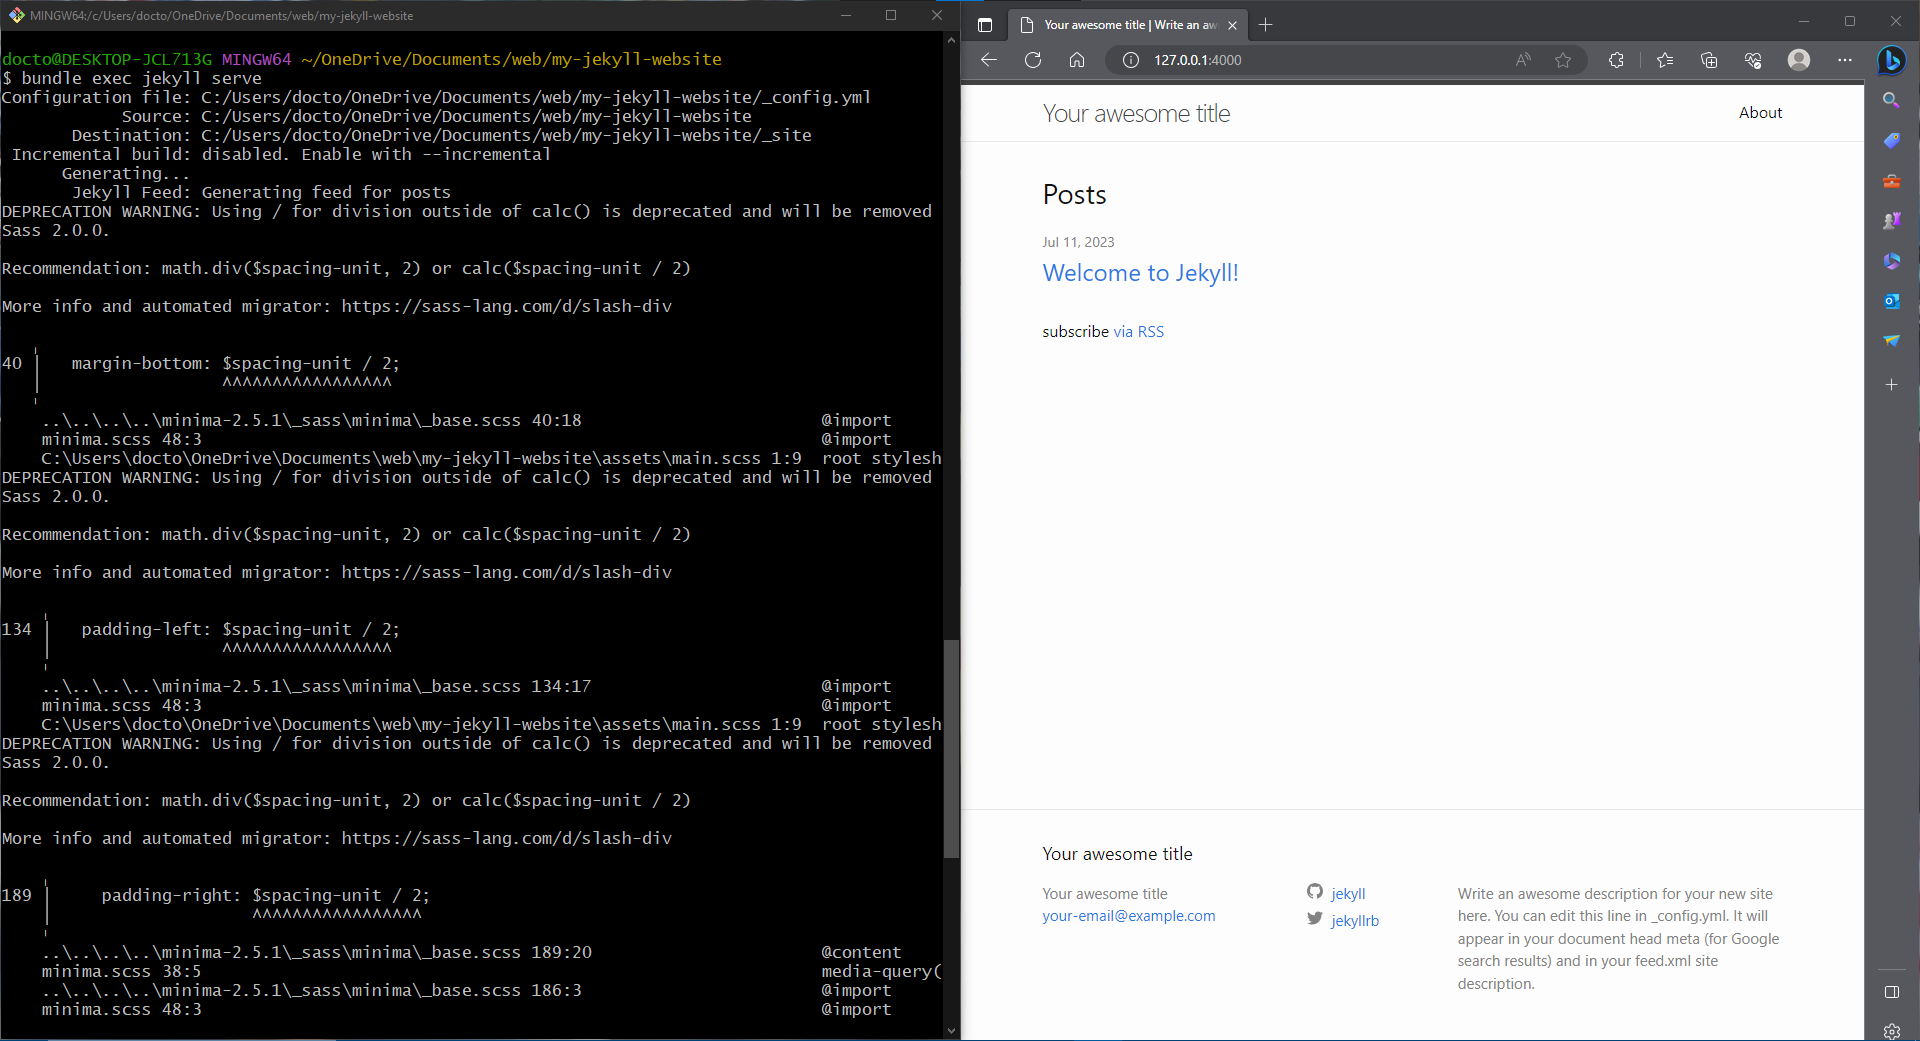 MINGW64:/c/Users/docto/OneDrive/Documents/web/my-jekyll-website
docto@DESKTOP-JCL713G MINGW64 ~/OneDrive/Documents/web/my-jekyll-website
$ bundle exec jekyll serve
Configuration file: C:/Users/docto/OneDrive/Documents/web/my-jekyll-website/_config.yml
Source: C:/Users/docto/OneDrive/Documents/web/my-jekyll-website
Destination: C:/Users/docto/OneDrive/Documents/web/my-jekyll-website/_site
Incremental build: disabled. Enable with --incremental
Generating...
Jekyll Feed: Generating feed for posts
DEPRECATION WARNING: Using / for division outside of calc() is deprecated and will be removed
Sass 2.0.0.
Recommendation: math.div($spacing-unit, 2) or calc($spacing-unit / 2)
More info and automated migrator: https://sass-lang.com/d/slash-div
40 │ margin-bottom: $spacing-unit / 2;
^^^^^^^^^^^^^^^^^
..\..\..\..\minima-2.5.1\_sass\minima\_base.scss 40:18 @import
minima.scss 48:3 @import
C:\Users\docto\OneDrive\Documents\web\my-jekyll-website\assets\main.scss 1:9 root stylesh
DEPRECATION WARNING: Using / for division outside of calc() is deprecated and will be removed
Sass 2.0.0.
Recommendation: math.div($spacing-unit, 2) or calc($spacing-unit / 2)
More info and automated migrator: https://sass-lang.com/d/slash-div
134 │ padding-left: $spacing-unit / 2;
^^^^^^^^^^^^^^^^^
..\..\..\..\minima-2.5.1\_sass\minima\_base.scss 134:17 @import
minima.scss 48:3 @import
C:\Users\docto\OneDrive\Documents\web\my-jekyll-website\assets\main.scss 1:9 root stylesh
DEPRECATION WARNING: Using / for division outside of calc() is deprecated and will be removed
Sass 2.0.0.
Recommendation: math.div($spacing-unit, 2) or calc($spacing-unit / 2)
More info and automated migrator: https://sass-lang.com/d/slash-div
189 │ padding-right: $spacing-unit / 2;
^^^^^^^^^^^^^^^^^
..\..\..\..\minima-2.5.1\_sass\minima\_base.scss 189:20 @content
minima.scss 38:5 media-query(
..\..\..\..\minima-2.5.1\_sass\minima\_base.scss 186:3 @import
minima.scss 48:3 @import
Your awesome title | Write an aw
127.0.0.1:4000
Your awesome title
About
Posts
Jul 11, 2023
Welcome to Jekyll!
subscribe via RSS
Your awesome title
Your awesome title
your-email@example.com
jekyll
jekyllrb
Write an awesome description for your new site
here. You can edit this line in _config.yml. It will
appear in your document head meta (for Google
search results) and in your feed.xml site
description.